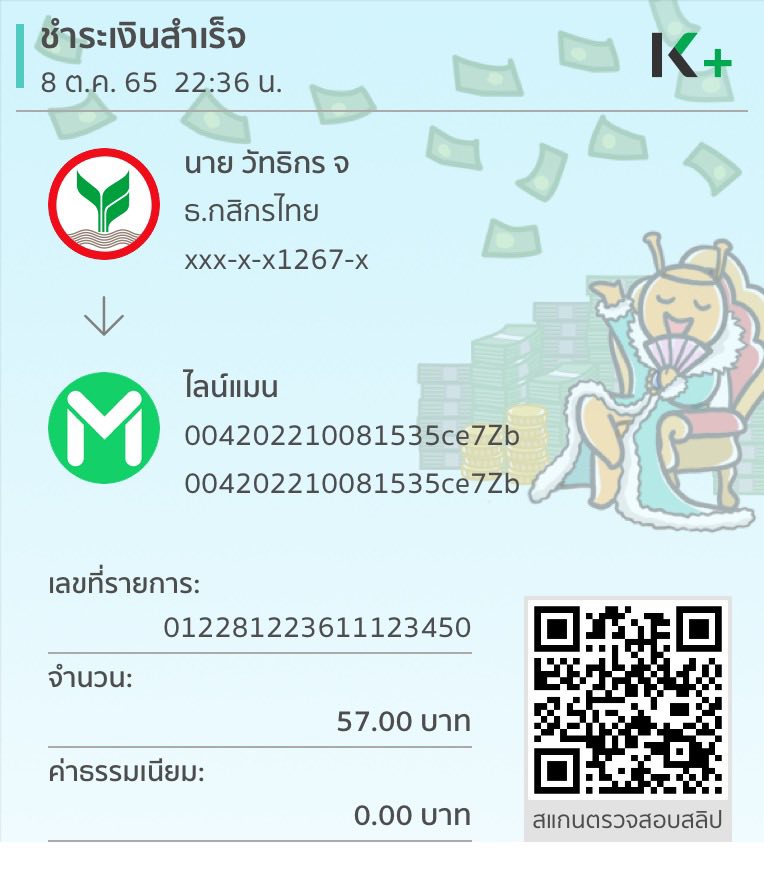 ชำระเงินสำเร็จ
8 ต.ค. 65 22:36 น.
K+
นาย วัทธิกร จ
ธ.กสิกรไทย
xxx-x-x1267-x
ไลน์แมน
004202210081535ce7Zb
004202210081535ce7Zb
เลขที่รายการ:
012281223611123450
จำนวน:
57.00 บาท
ค่าธรรมเนียม:
0.00 บาท
สแกนตรวจสอบสลิป